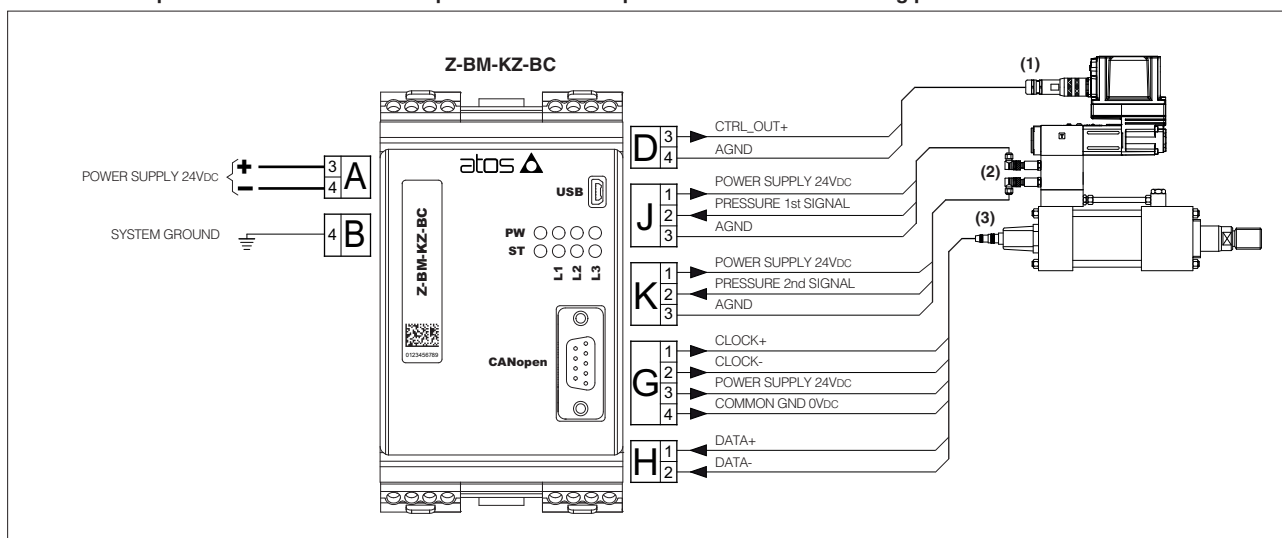 Z-BM-KZ-BC
(1)
CTRL_OUT+
AGND
3
4
D
3
4
A
POWER SUPPLY 24VDC
+
−
atos
USB
(2)
POWER SUPPLY 24VDC
PRESSURE 1st SIGNAL
AGND
J
1
2
3
SYSTEM GROUND
4
B
Z-BM-KZ-BC
0123456789
PW
ST
L1
L2
L3
(3)
POWER SUPPLY 24VDC
PRESSURE 2nd SIGNAL
AGND
K
1
2
3
CANopen
CLOCK+
CLOCK-
POWER SUPPLY 24VDC
COMMON GND 0VDC
G
1
2
3
4
DATA+
DATA-
H
1
2